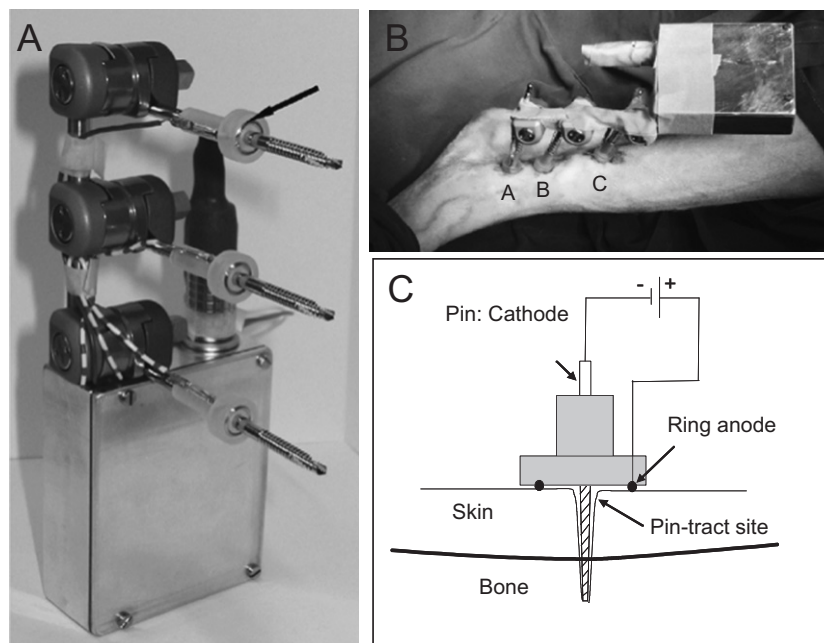 A
B
A
B
C
C
- +
Pin: Cathode
Ring anode
Skin
Pin-tract site
Bone